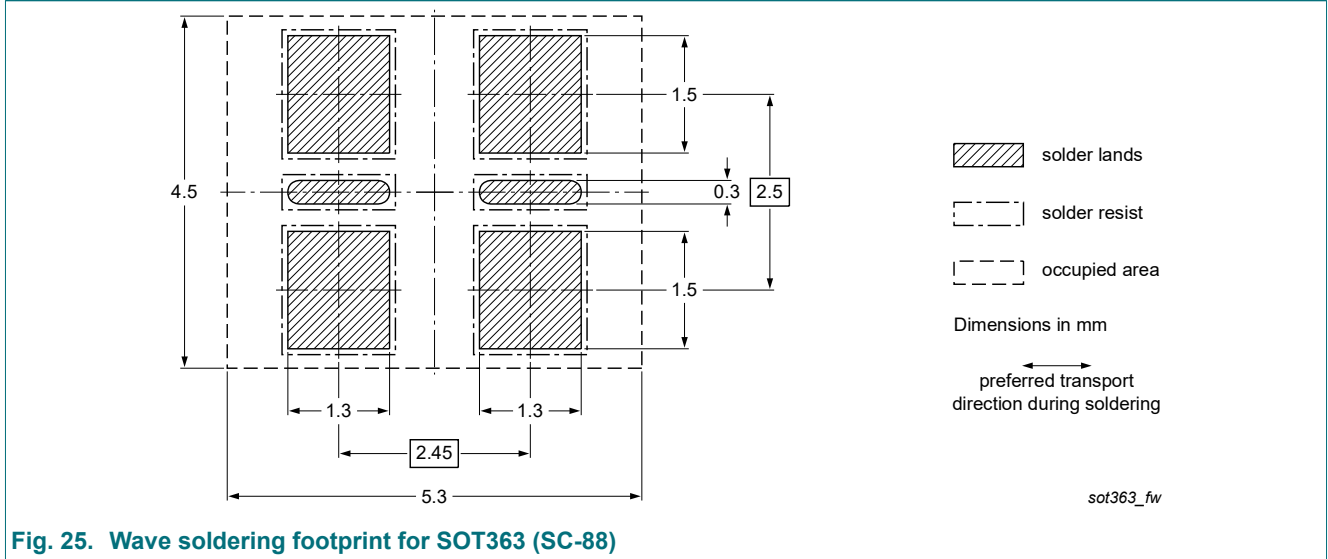 1.5
4.5
0.3
2.5
1.5
1.3
1.3
2.45
5.3
solder lands
solder resist
occupied area
Dimensions in mm
preferred transport
direction during soldering
sot363_fw
Fig. 25. Wave soldering footprint for SOT363 (SC-88)